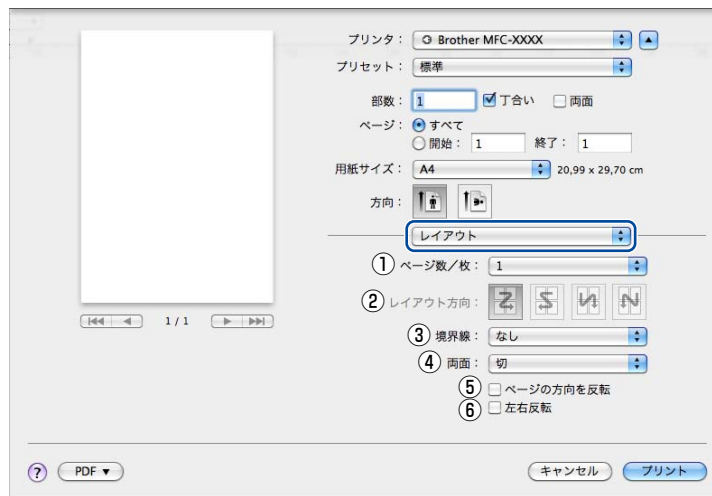 プリンタ： Brother MFC-XXXX
プリセット： 標準
部数： 1 丁合い 両面
ページ： すべて
開始： 1 終了： 1
用紙サイズ： A4 20,99 x 29,70 cm
方向：
レイアウト
① ページ数／枚： 1
② レイアウト方向：
③ 境界線： なし
④ 両面： 切
⑤ ページの方向を反転
⑥ 左右反転
1 / 1
? PDF ▼ キャンセル プリント